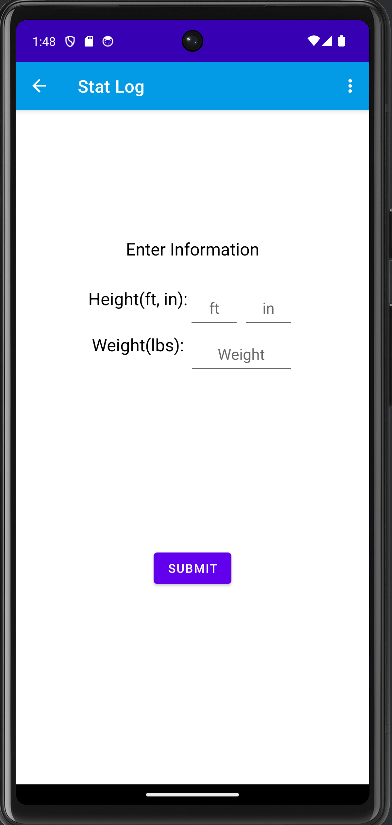 1:48
Stat Log
Enter Information
Height(ft, in): ft in
Weight(lbs): Weight
SUBMIT